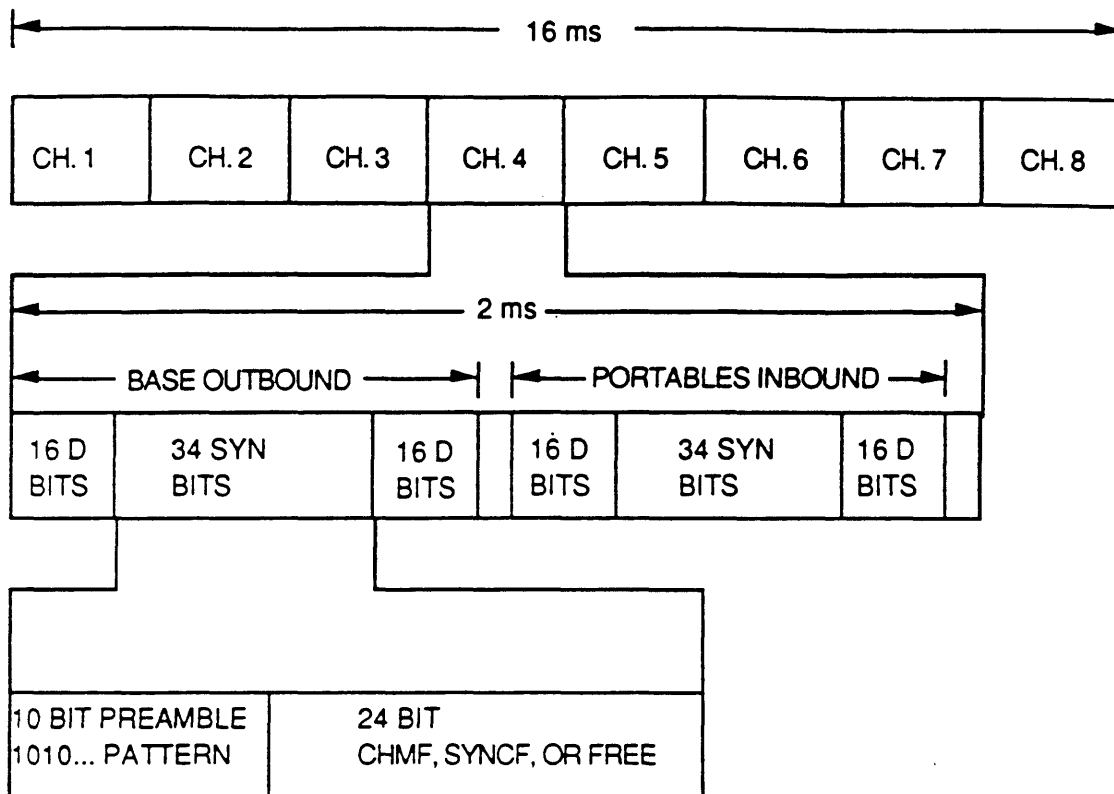 16 ms
CH. 1 CH. 2 CH. 3 CH. 4 CH. 5 CH. 6 CH. 7 CH. 8
2 ms
BASE OUTBOUND PORTABLES INBOUND
16 D 34 SYN 16 D 16 D 34 SYN 16 D
BITS BITS BITS BITS BITS BITS
10 BIT PREAMBLE 24 BIT
1010... PATTERN CHMF, SYNCF, OR FREE